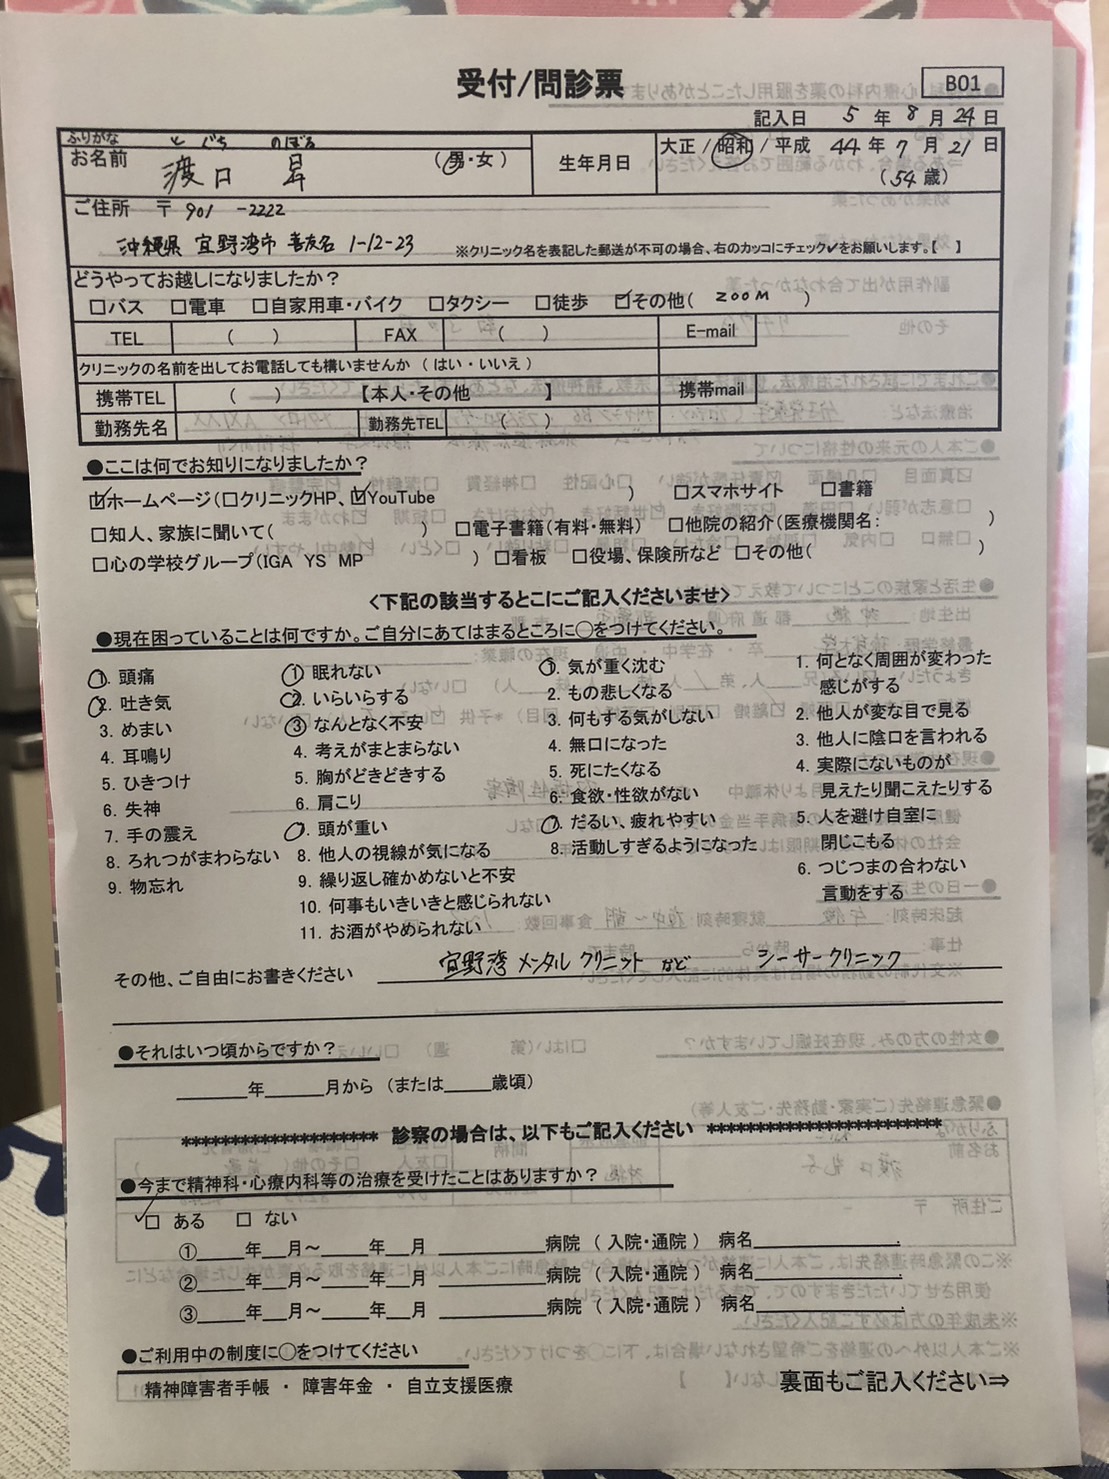 受付/問診票
B01
記入日 5 年 8 月 24 日
ふりがな とぐち のぼる
お名前 渡口 昇 (男・女)
生年月日 大正/昭和/平成 44 年 7 月 21 日
(54 歳)
ご住所 〒 901 -2222
沖縄県 宜野湾市 喜友名 1-12-23 ※クリニック名を表記した郵送が不可の場合、右のカッコにチェック✓をお願いします。【 】
どうやってお越しになりましたか?
□バス □電車 □自家用車・バイク □タクシー □徒歩 ☑その他( ZOOM )
TEL ( ) FAX ( ) E-mail
クリニックの名前を出してお電話しても構いませんか (はい・いいえ)
携帯TEL ( ) 【本人・その他 】 携帯mail
勤務先名 勤務先TEL ( )
●ここは何でお知りになりましたか?
☑ホームページ(□クリニックHP、☑YouTube ) □スマホサイト □書籍
□知人、家族に聞いて( ) □電子書籍(有料・無料) □他院の紹介(医療機関名: )
□心の学校グループ(IGA YS MP ) □看板 □役場、保険所など □その他( )
<下記の該当するとこにご記入くださいませ>
●現在困っていることは何ですか。ご自分にあてはまるところに○をつけてください。
1. 頭痛
2. 吐き気
3. めまい
4. 耳鳴り
5. ひきつけ
6. 失神
7. 手の震え
8. ろれつがまわらない
9. 物忘れ
1. 眠れない
2. いらいらする
3. なんとなく不安
4. 考えがまとまらない
5. 胸がどきどきする
6. 肩こり
7. 頭が重い
8. 他人の視線が気になる
9. 繰り返し確かめないと不安
10. 何事もいきいきと感じられない
11. お酒がやめられない
1. 気が重く沈む
2. もの悲しくなる
3. 何もする気がしない
4. 無口になった
5. 死にたくなる
6. 食欲・性欲がない
7. だるい、疲れやすい
8. 活動しすぎるようになった
1. 何となく周囲が変わった
感じがする
2. 他人が変な目で見る
3. 他人に陰口を言われる
4. 実際にないものが
見えたり聞こえたりする
5. 人を避け自室に
閉じこもる
6. つじつまの合わない
言動をする
その他、ご自由にお書きください 宜野湾 メンタル クリニット など シーサークリニック
●それはいつ頃からですか?
年 月から (または 歳頃)
******************** 診察の場合は、以下もご記入ください ************************
●今まで精神科・心療内科等の治療を受けたことはありますか?
☑ ある □ ない
① 年 月〜 年 月 病院 (入院・通院) 病名 .
② 年 月〜 年 月 病院 (入院・通院) 病名 .
③ 年 月〜 年 月 病院 (入院・通院) 病名 .
●ご利用中の制度に○をつけてください
精神障害者手帳 ・ 障害年金 ・ 自立支援医療
裏面もご記入ください⇒